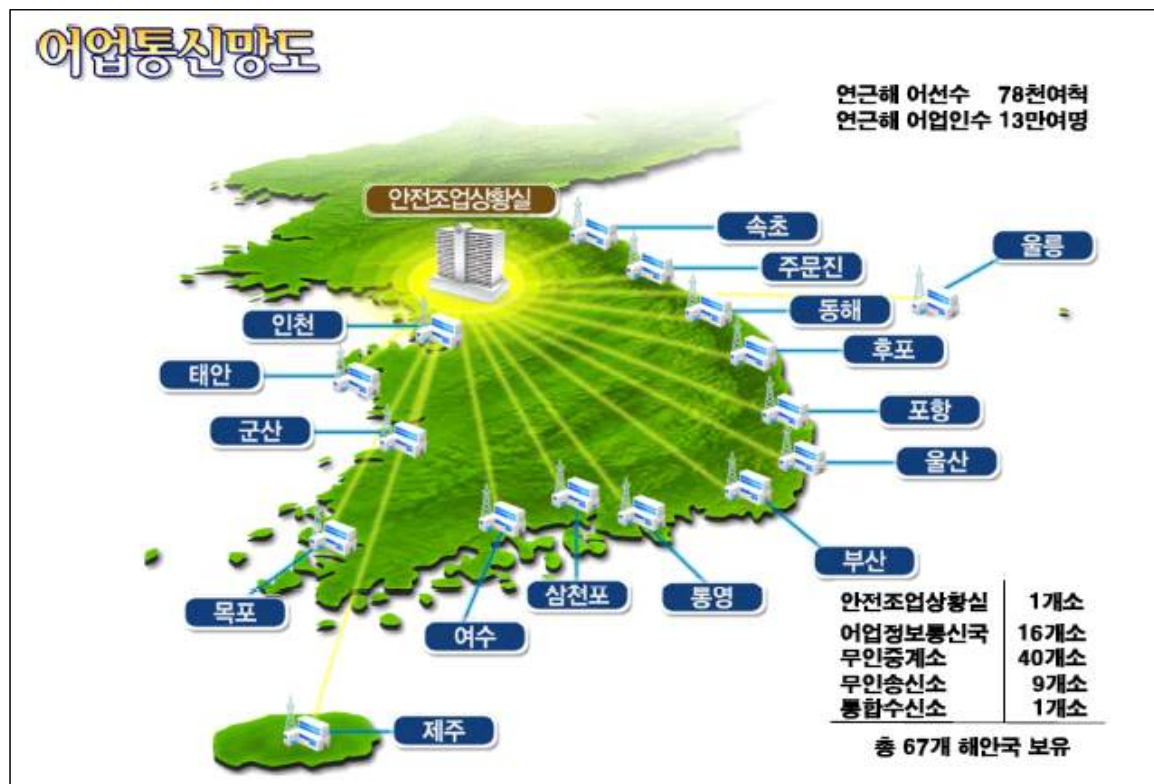 어업통신망도
연근해 어선수 78천여척
연근해 어업인수 13만여명
안전조업상황실
속초
울릉
주문진
동해
인천
후포
태안
포항
군산
울산
부산
삼천포
통영
목포
여수
제주
안전조업상황실 1개소
어업정보통신국 16개소
무인중계소 40개소
무인송신소 9개소
통합수신소 1개소
총 67개 해안국 보유